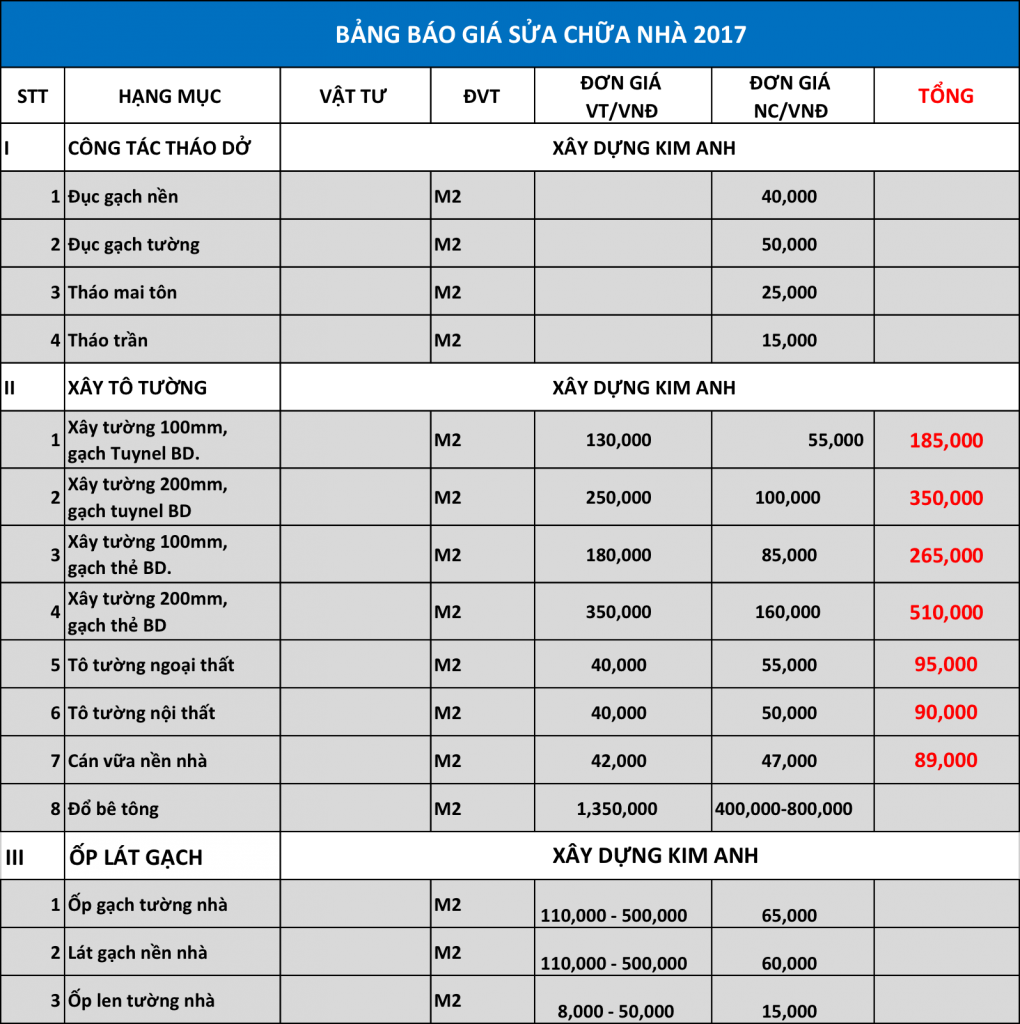 BẢNG BÁO GIÁ SỬA CHỮA NHÀ 2017
STT HẠNG MỤC VẬT TƯ ĐVT ĐƠN GIÁ VT/VNĐ ĐƠN GIÁ NC/VNĐ TỔNG
I CÔNG TÁC THÁO DỞ XÂY DỰNG KIM ANH
1 Đục gạch nền M2 40,000
2 Đục gạch tường M2 50,000
3 Tháo mai tôn M2 25,000
4 Tháo trần M2 15,000
II XÂY TÔ TƯỜNG XÂY DỰNG KIM ANH
1 Xây tường 100mm, gạch Tuynel BD. M2 130,000 55,000 185,000
2 Xây tường 200mm, gạch tuynel BD M2 250,000 100,000 350,000
3 Xây tường 100mm, gạch thẻ BD. M2 180,000 85,000 265,000
4 Xây tường 200mm, gạch thẻ BD M2 350,000 160,000 510,000
5 Tô tường ngoại thất M2 40,000 55,000 95,000
6 Tô tường nội thất M2 40,000 50,000 90,000
7 Cán vữa nền nhà M2 42,000 47,000 89,000
8 Đổ bê tông M2 1,350,000 400,000-800,000
III ỐP LÁT GẠCH XÂY DỰNG KIM ANH
1 Ốp gạch tường nhà M2 110,000 - 500,000 65,000
2 Lát gạch nền nhà M2 110,000 - 500,000 60,000
3 Ốp len tường nhà M2 8,000 - 50,000 15,000